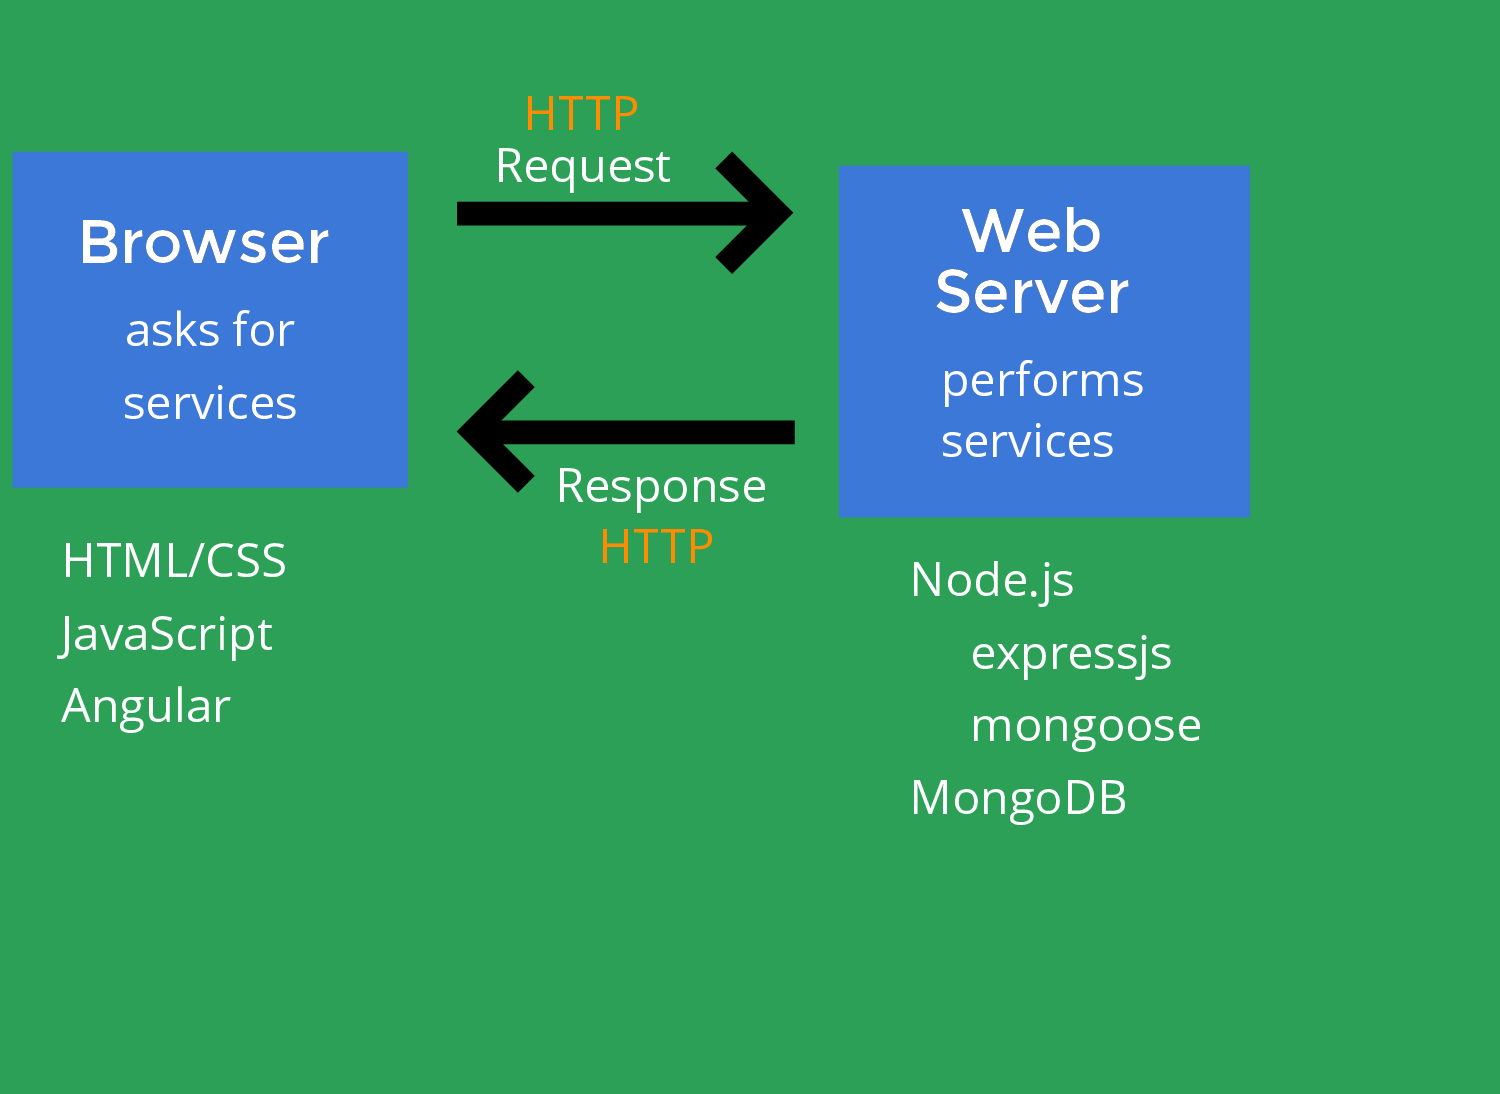 Browser
asks for
services
HTML/CSS
JavaScript
Angular
HTTP
Request
Response
HTTP
Web
Server
performs
services
Node.js
expressjs
mongoose
MongoDB